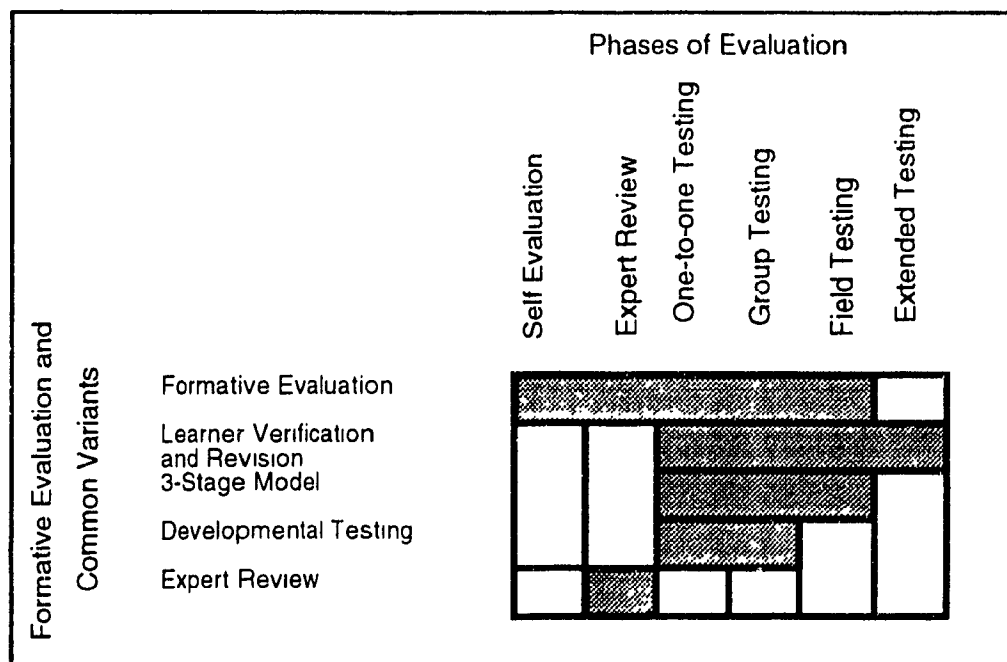 Phases of Evaluation
Self Evaluation
Expert Review
One-to-one Testing
Group Testing
Field Testing
Extended Testing
Formative Evaluation and
Common Variants
Formative Evaluation
Learner Verification
and Revision
3-Stage Model
Developmental Testing
Expert Review